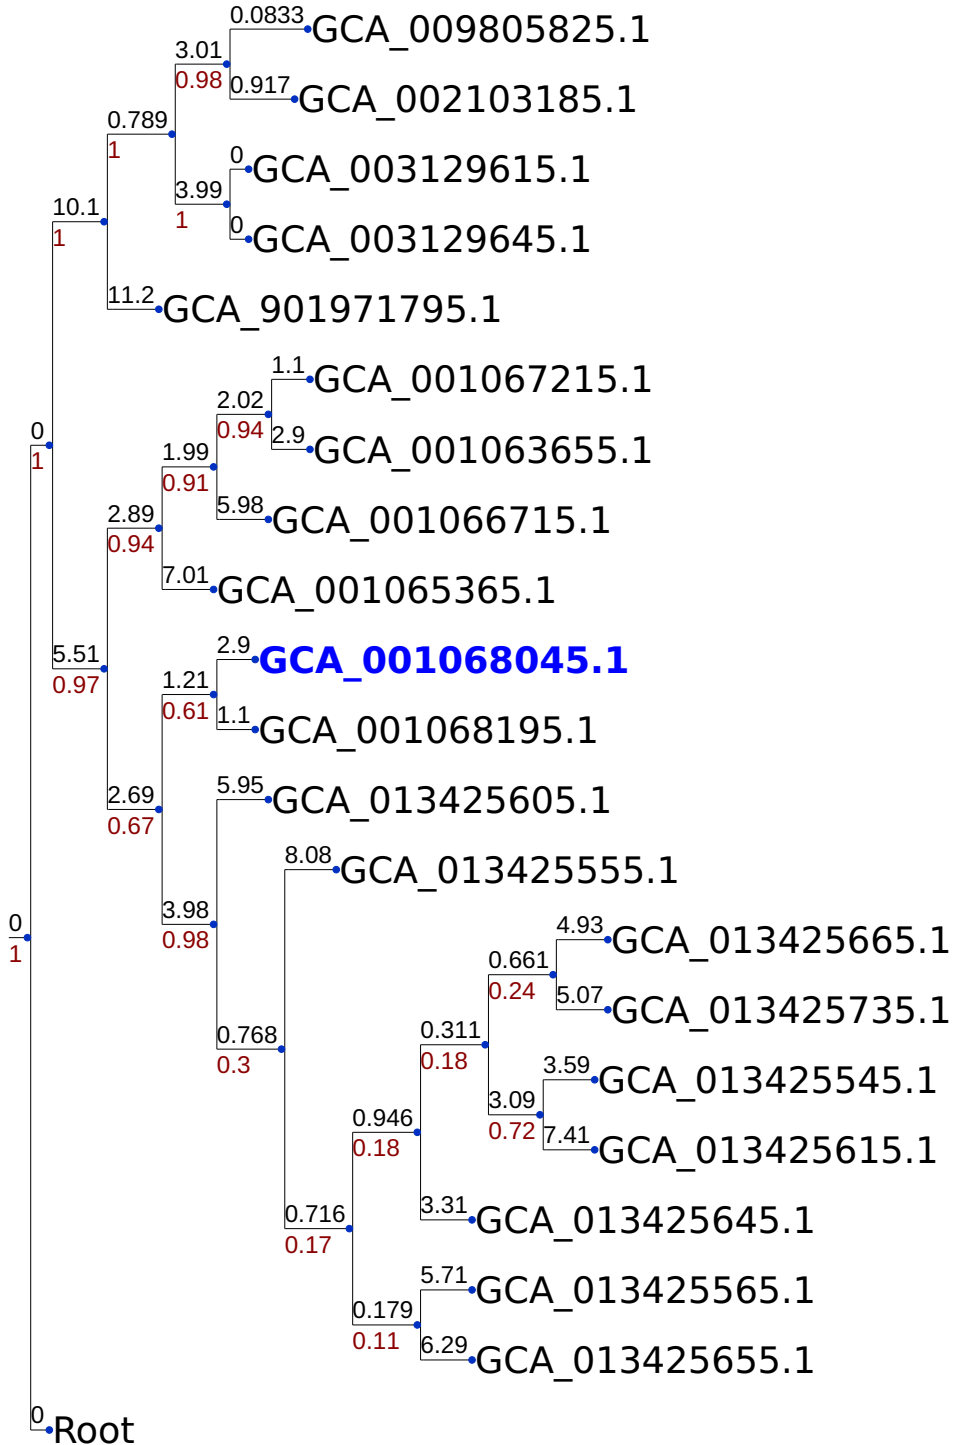 0.0833
GCA_009805825.1
3.01
0.98
0.917
GCA_002103185.1
0.789
1
0
GCA_003129615.1
3.99
1
0
GCA_003129645.1
10.1
1
11.2
GCA_901971795.1
1.1
GCA_001067215.1
2.02
0.94
2.9
GCA_001063655.1
0
1
1.99
0.91
5.98
GCA_001066715.1
2.89
0.94
7.01
GCA_001065365.1
5.51
0.97
2.9
GCA_001068045.1
1.21
0.61
1.1
GCA_001068195.1
2.69
0.67
5.95
GCA_013425605.1
8.08
GCA_013425555.1
3.98
0.98
0
1
4.93
GCA_013425665.1
0.661
0.24
5.07
GCA_013425735.1
0.768
0.3
0.311
0.18
3.59
GCA_013425545.1
3.09
0.72
7.41
GCA_013425615.1
0.946
0.18
3.31
GCA_013425645.1
0.716
0.17
5.71
GCA_013425565.1
0.179
0.11
6.29
GCA_013425655.1
0
Root